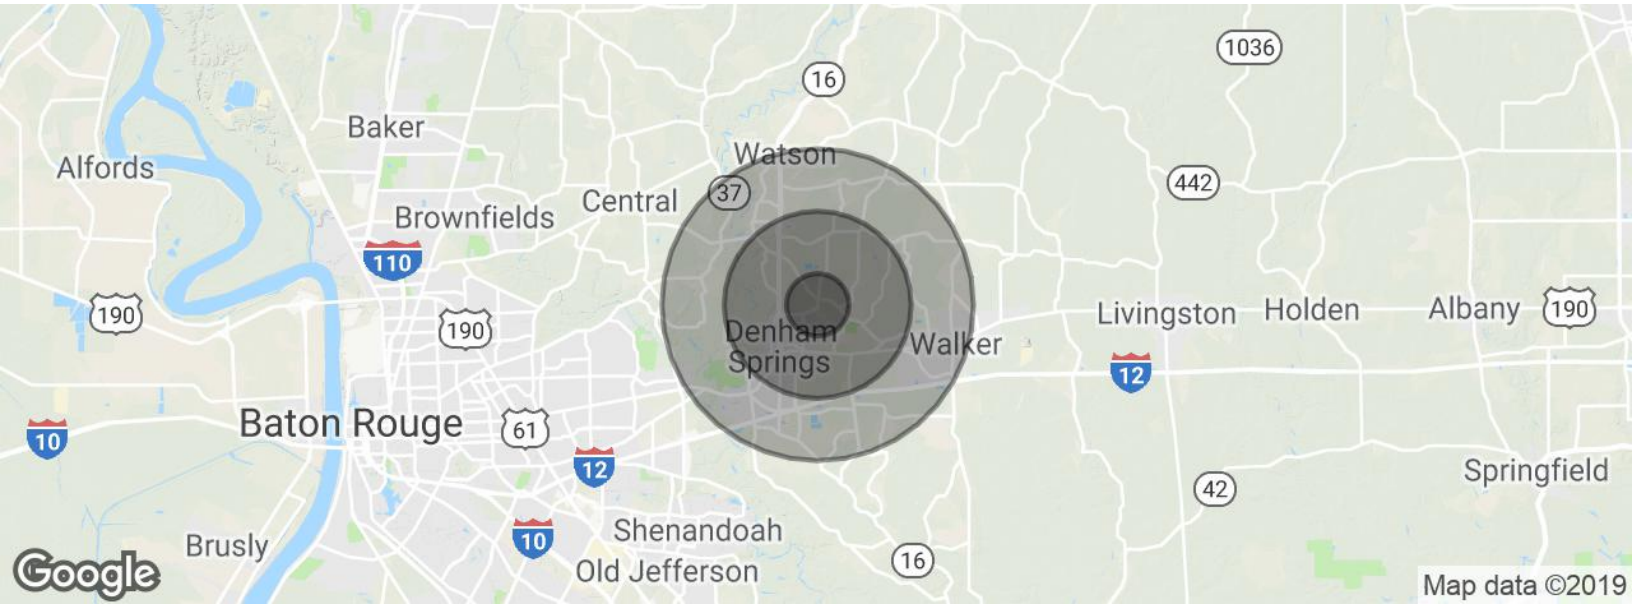 1036
16
Baker
Watson
Alfords
442
37
Central
Brownfields
110
190
190
Denham
Springs
Walker
Livingston
Holden
Albany
190
12
Baton Rouge
61
10
12
Springfield
42
Shenandoah
10
Brusly
16
Old Jefferson
Google
Map data ©2019